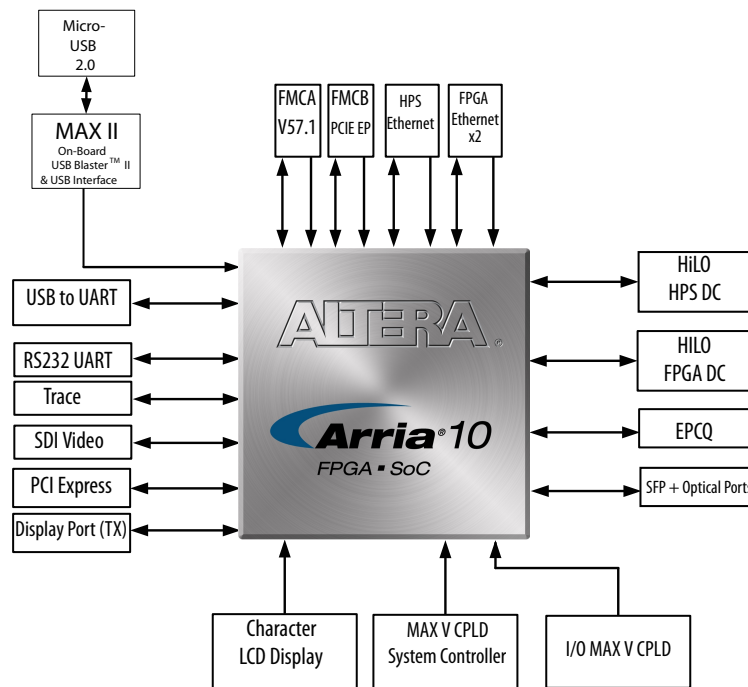 Micro-
USB
2.0
MAX II
On-Board
USB Blaster™ II
& USB Interface
FMCA
V57.1
FMCB
PCIE EP
HPS
Ethernet
FPGA
Ethernet
x2
USB to UART
RS232 UART
Trace
SDI Video
PCI Express
Display Port (TX)
ALTERA®
Arria® 10
FPGA ▪ SoC
HiLO
HPS DC
HILO
FPGA DC
EPCQ
SFP + Optical Ports
Character
LCD Display
MAX V CPLD
System Controller
I/O MAX V CPLD